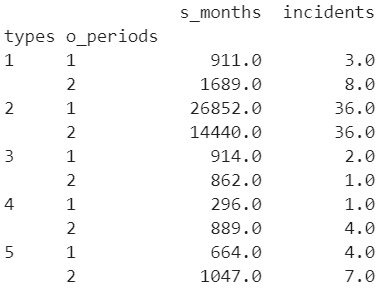 s_months incidents
types o_periods
1 1 911.0 3.0
2 1689.0 8.0
2 1 26852.0 36.0
2 14440.0 36.0
3 1 914.0 2.0
2 862.0 1.0
4 1 296.0 1.0
2 889.0 4.0
5 1 664.0 4.0
2 1047.0 7.0